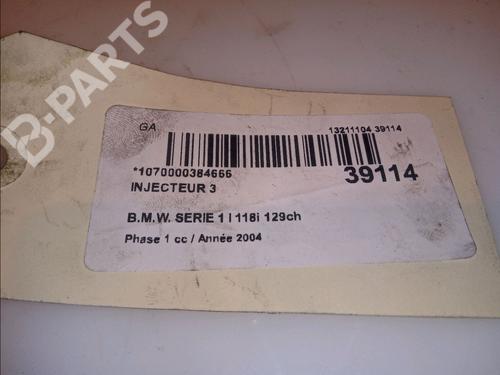 B-PARTS
GA
13211104 39114
*1070000384666
39114
INJECTEUR 3
B.M.W. SERIE 1 I 118i 129ch
Phase 1 cc / Année 2004